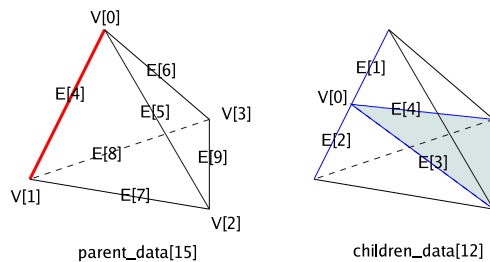 V[0]
E[6]
E[4]
E[5]
V[3]
E[8]
E[9]
V[1]
E[7]
V[2]
parent_data[15]
E[1]
V[0]
E[4]
E[2]
E[3]
children_data[12]